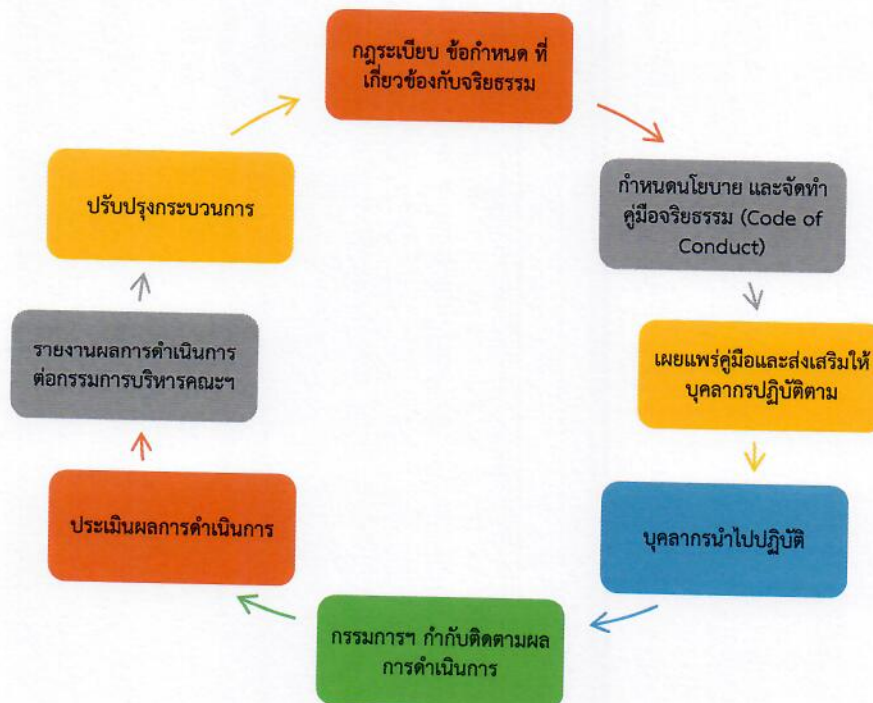 กฎระเบียบ ข้อกำหนด ที่
เกี่ยวข้องกับจริยธรรม
กำหนดนโยบาย และจัดทำ
คู่มือจริยธรรม (Code of
Conduct)
เผยแพร่คู่มือและส่งเสริมให้
บุคลากรปฏิบัติตาม
บุคลากรนำไปปฏิบัติ
กรรมการฯ กำกับติดตามผล
การดำเนินการ
ประเมินผลการดำเนินการ
รายงานผลการดำเนินการ
ต่อกรรมการบริหารคณะฯ
ปรับปรุงกระบวนการ